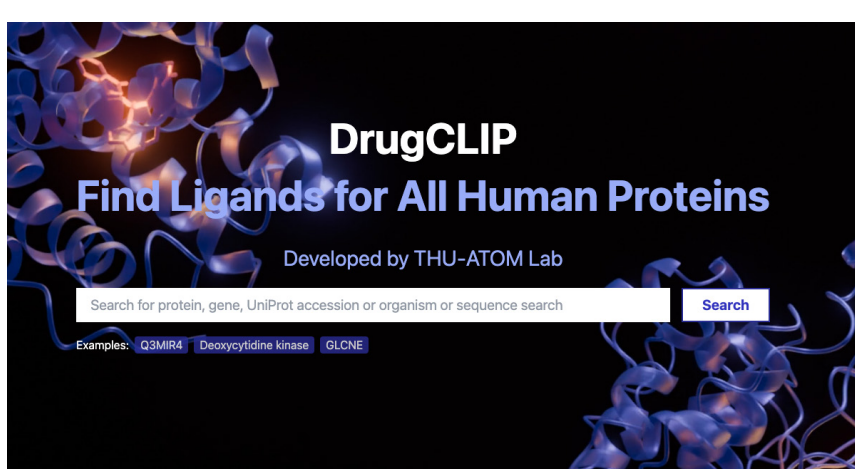 DrugCLIP
Find Ligands for All Human Proteins
Developed by THU-ATOM Lab
Search for protein, gene, UniProt accession or organism or sequence search Search
Examples: Q3MIR4 Deoxycytidine kinase GLCNE